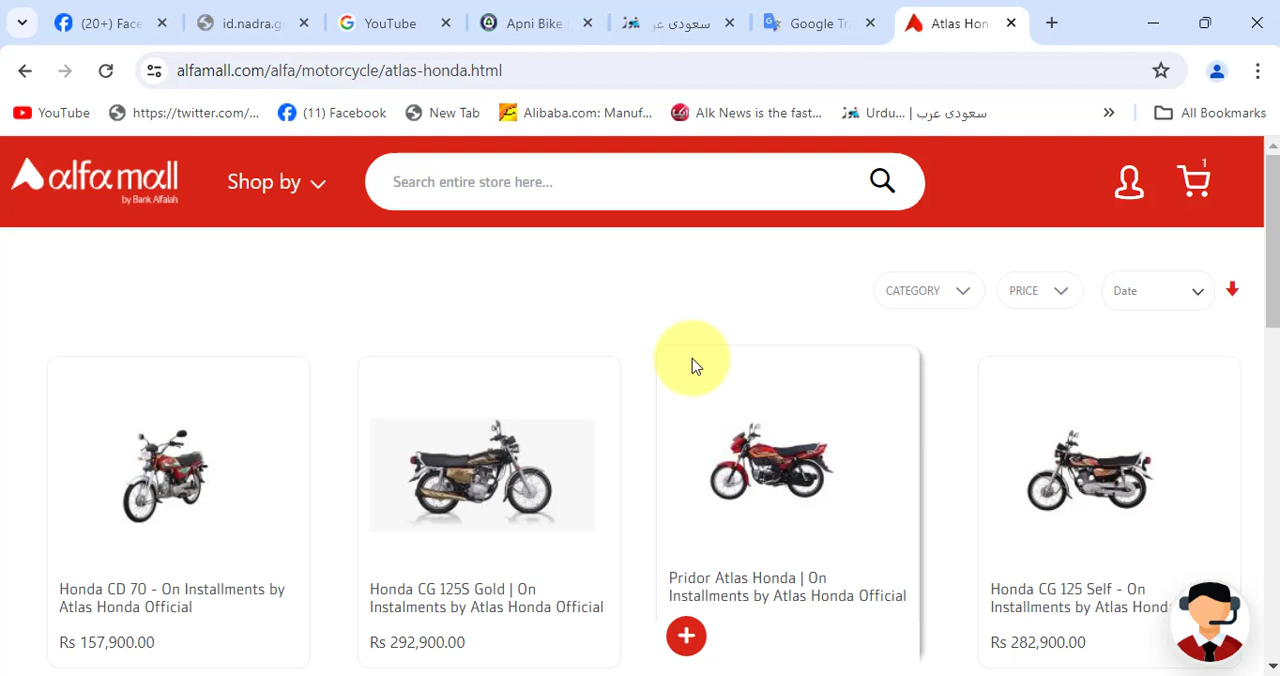 (20+) Face
id.nadra.g
YouTube
Apni Bike
سعودی عر
نیوز
Google Tr
Atlas Hon
alfamall.com/alfa/motorcycle/atlas-honda.html
YouTube
https://twitter.com/...
(11) Facebook
New Tab
Alibaba.com: Manuf...
Alk News is the fast...
نیوز
Urdu... | سعودی عرب
All Bookmarks
alfa mall
by Bank Alfalah
Shop by
Search entire store here...
1
CATEGORY
PRICE
Date
Honda CD 70 - On Installments by
Atlas Honda Official
Rs 157,900.00
Honda CG 125S Gold | On
Instalments by Atlas Honda Official
Rs 292,900.00
Pridor Atlas Honda | On
Installments by Atlas Honda Official
Honda CG 125 Self - On
Installments by Atlas Honda
Rs 282,900.00